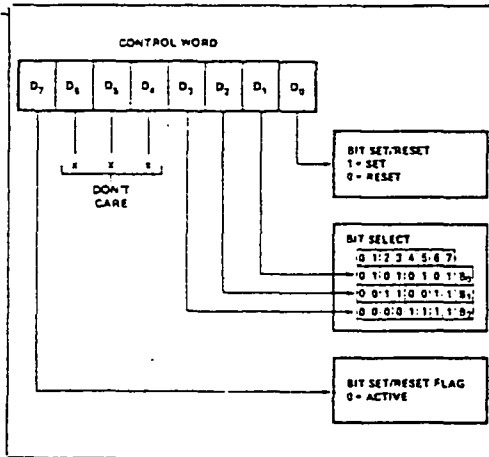 CONTROL WORD
D7 D6 D5 D4 D3 D2 D1 D0
X X X
DON'T
CARE
BIT SET/RESET
1 = SET
0 = RESET
BIT SELECT
0 1 2 3 4 5 6 7
0 1 0 1 0 1 0 1 B0
0 0 1 1 0 0 1 1 B1
0 0 0 0 1 1 1 1 B2
BIT SET/RESET FLAG
0 = ACTIVE